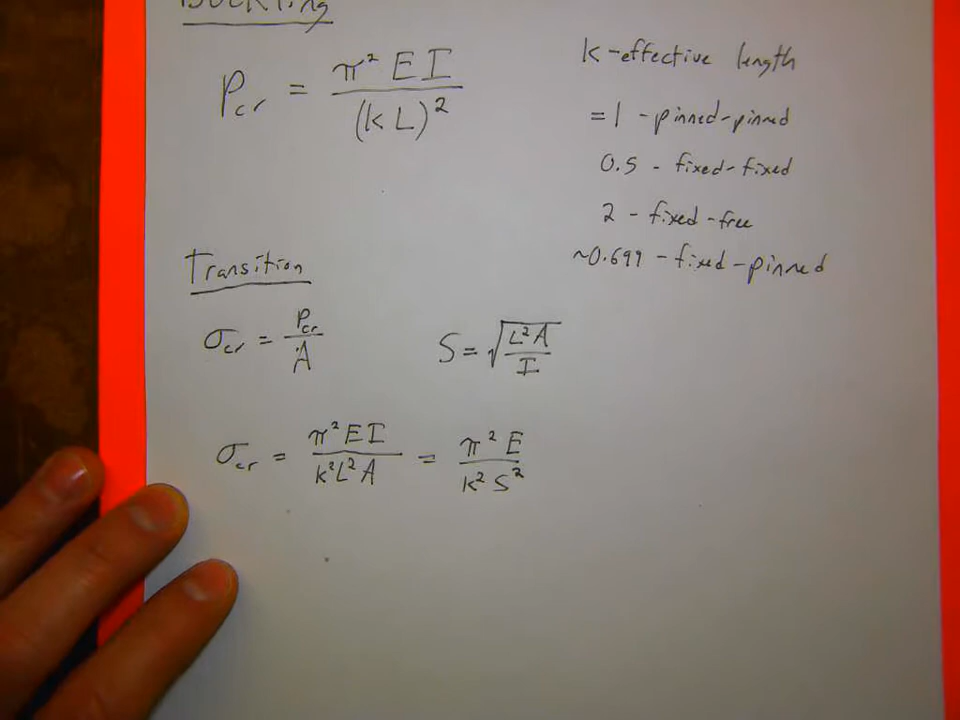 Buckling
P_cr = π² E I / (k L)²
k-effective length
= 1 - pinned-pinned
0.5 - fixed-fixed
2 - fixed-free
~0.699 - fixed-pinned
Transition
σ_cr = P_cr / A
S = √(L² A / I)
σ_cr = π² E I / k² L² A = π² E / k² S²